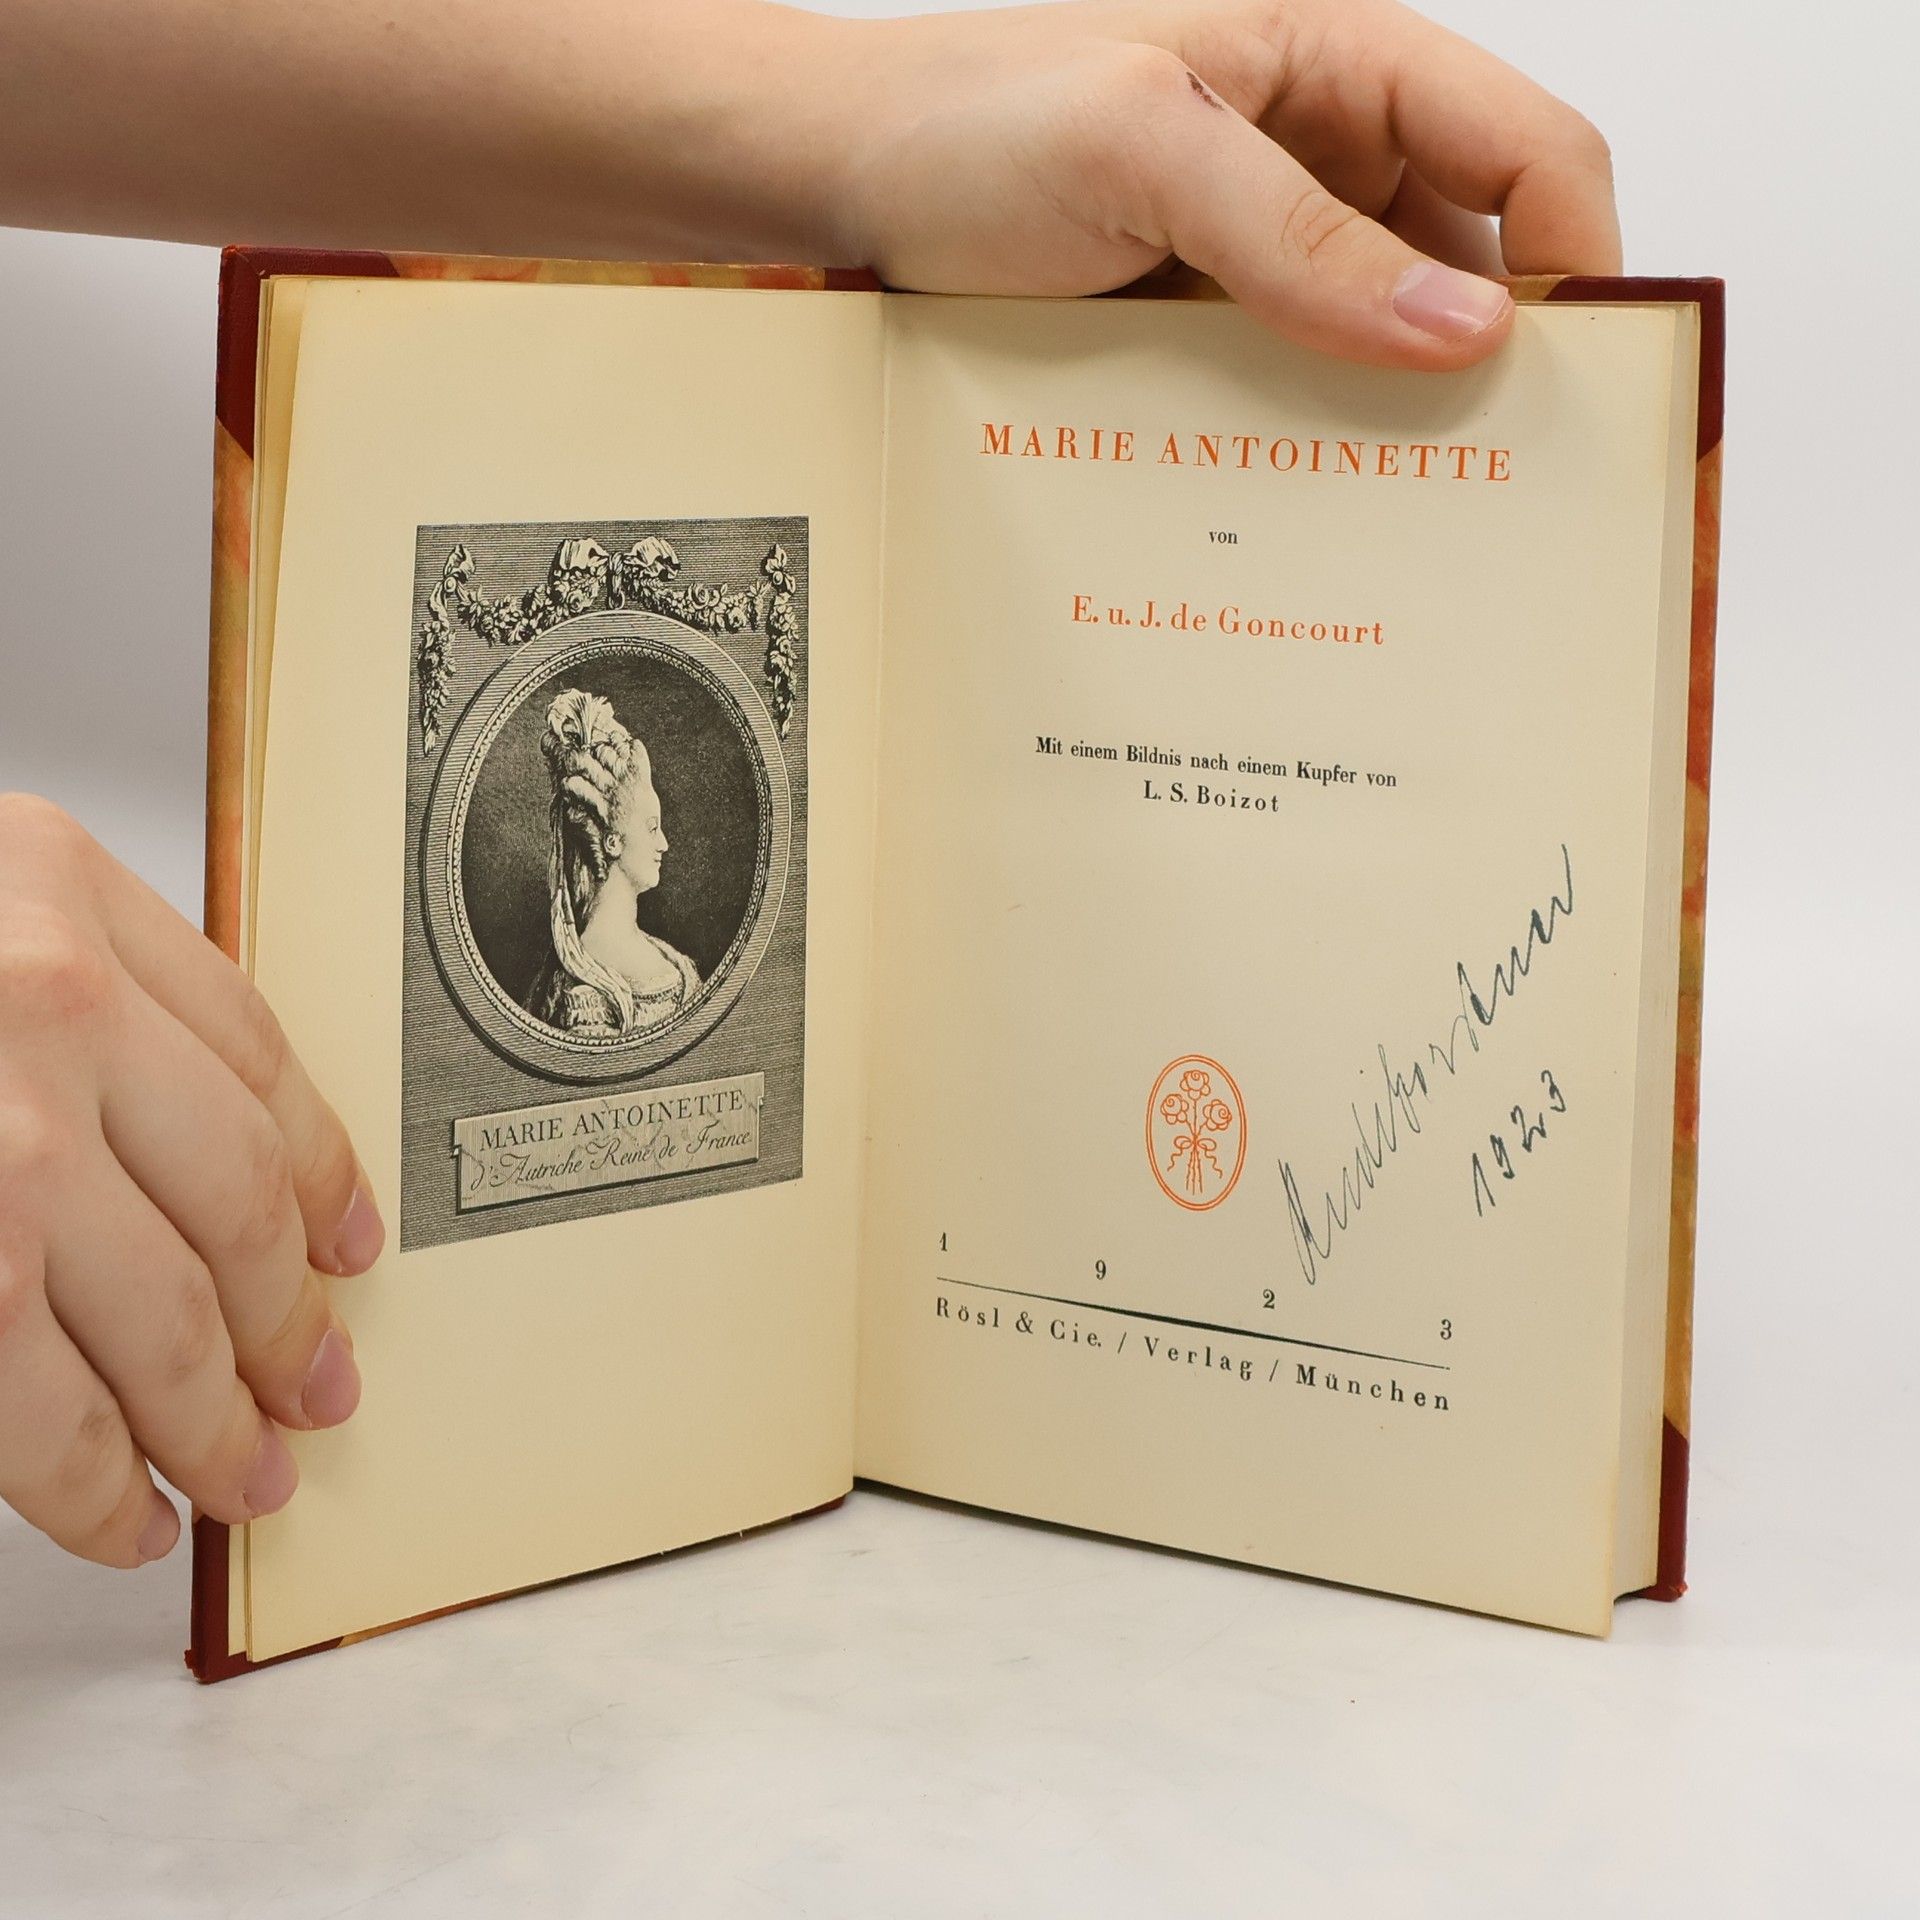 MARIE ANTOINETTE
d'Autriche Reine de France
MARIE ANTOINETTE
von
E. u. J. de Goncourt
Mit einem Bildnis nach einem Kupfer von
L. S. Boizot
1923
1 9 2 3
Rösl & Cie. / Verlag / München